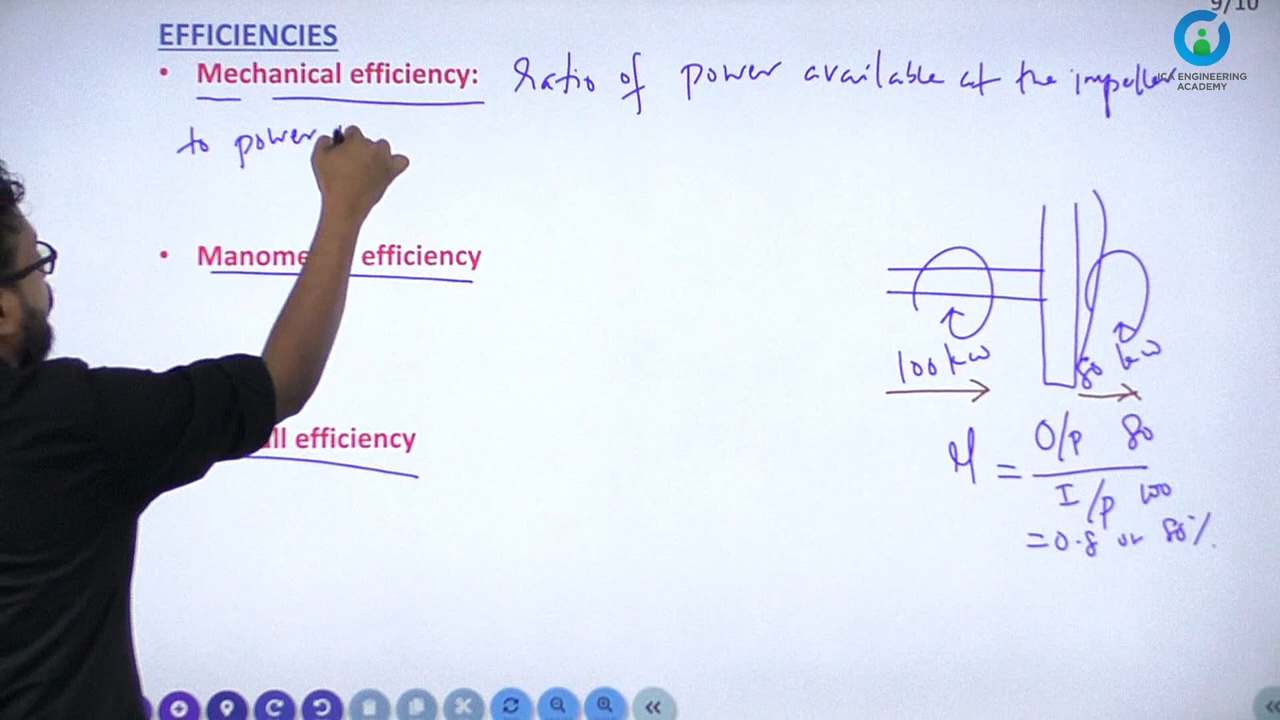 9/10
EFFICIENCIES
ICA ENGINEERING
ACADEMY
• Mechanical efficiency: Ratio of power available at the impeller
to power
• Manome efficiency
ll efficiency
100 kw
80 kw
η = O/p 80
I/p 100
= 0.8 or 80%.